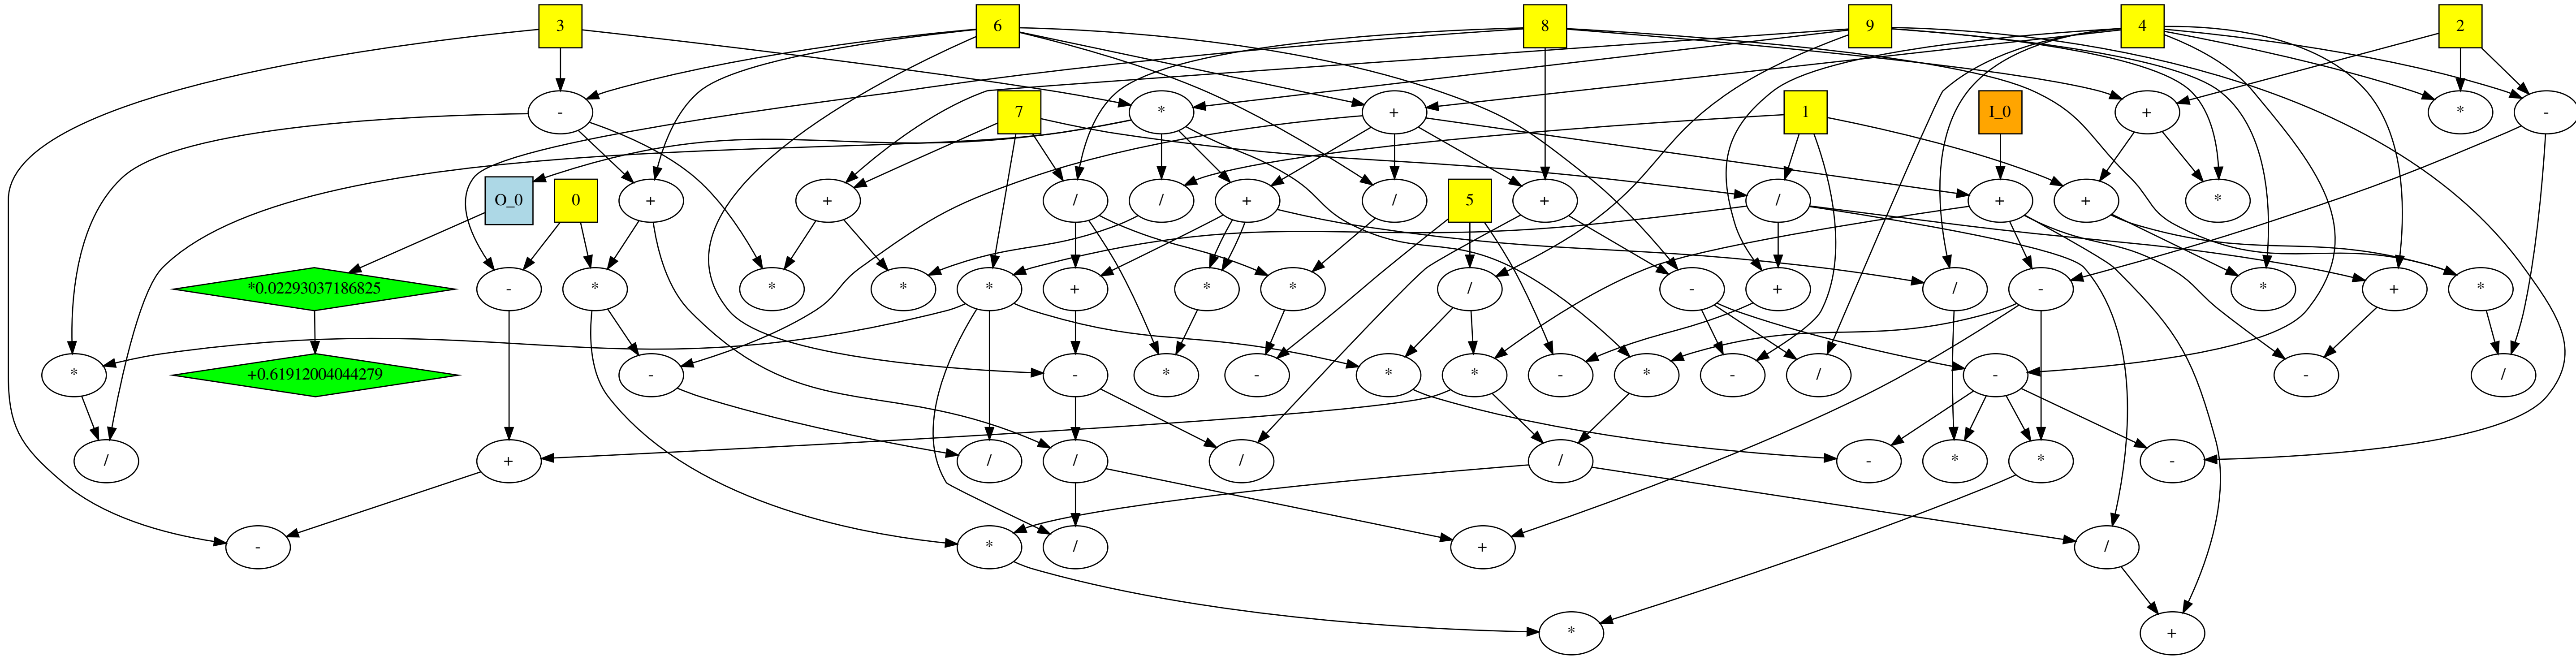 3 6 8 9 4 2
- 7 * + 1 I_0 + * -
O_0 0 + + / / + / 5 + / + + *
*0.02293037186825 - * * * * + * * / - + / - * + *
+0.61912004044279 * - - * - * * - * - / - - /
/ + / / / / - * * -
- * / + /
* +